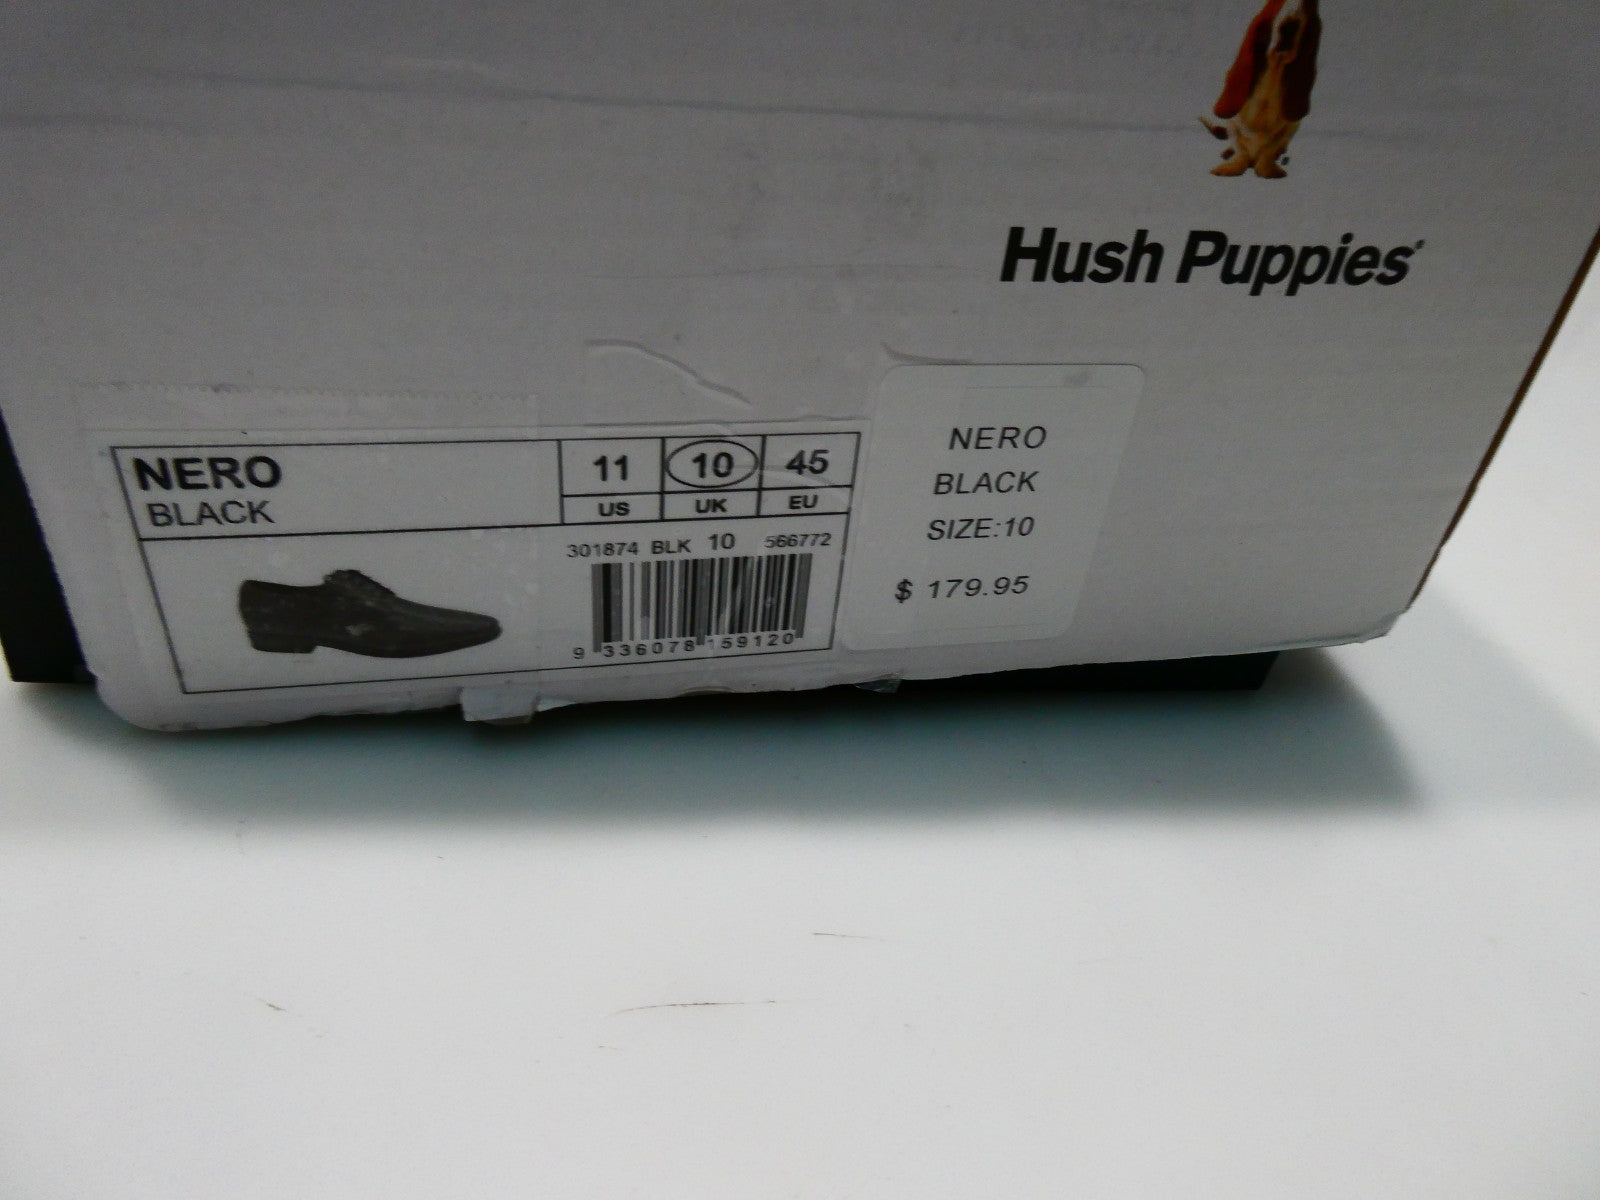 Hush Puppies
NERO
BLACK
11 10 45
US UK EU
301874 BLK 10 566772
9 336078 159120
NERO
BLACK
SIZE:10
$ 179.95